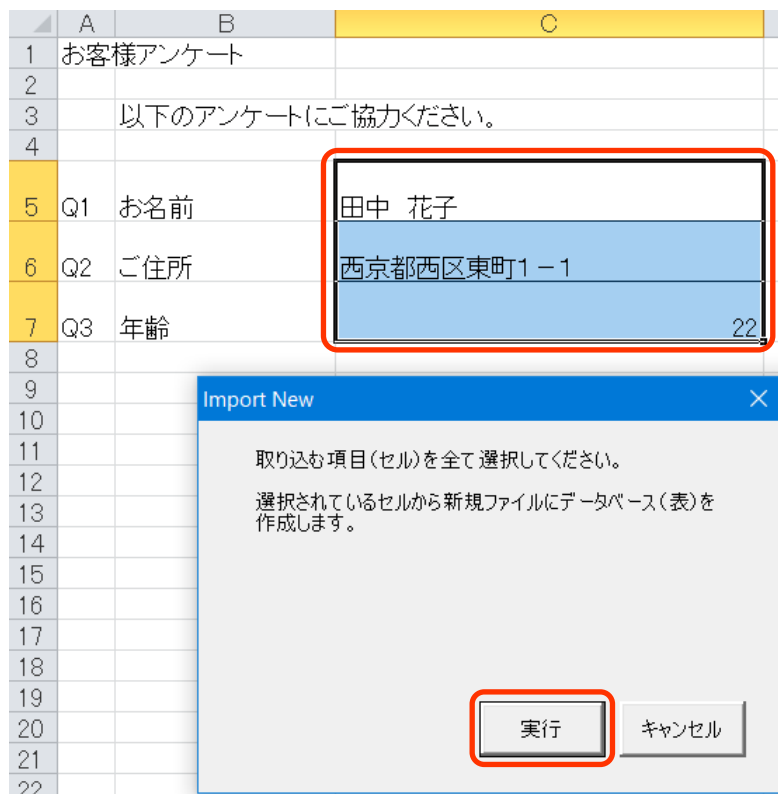 A B C
1 お客様アンケート
2
3 以下のアンケートにご協力ください。
4
5 Q1 お名前 田中 花子
6 Q2 ご住所 西京都西区東町1-1
7 Q3 年齢 22
8
9
Import New
10
11 取り込む項目(セル)を全て選択してください。
12
選択されているセルから新規ファイルにデータベース(表)を
13
作成します。
14
15
16
17
18
19
20 実行 キャンセル
21
22